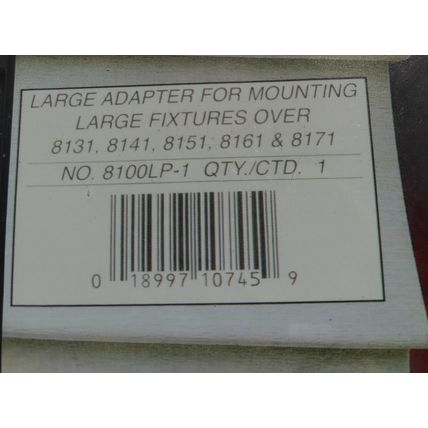 LARGE ADAPTER FOR MOUNTING
LARGE FIXTURES OVER
8131, 8141, 8151, 8161 & 8171
NO. 8100LP-1 QTY./CTD. 1
0 18997 10745 9